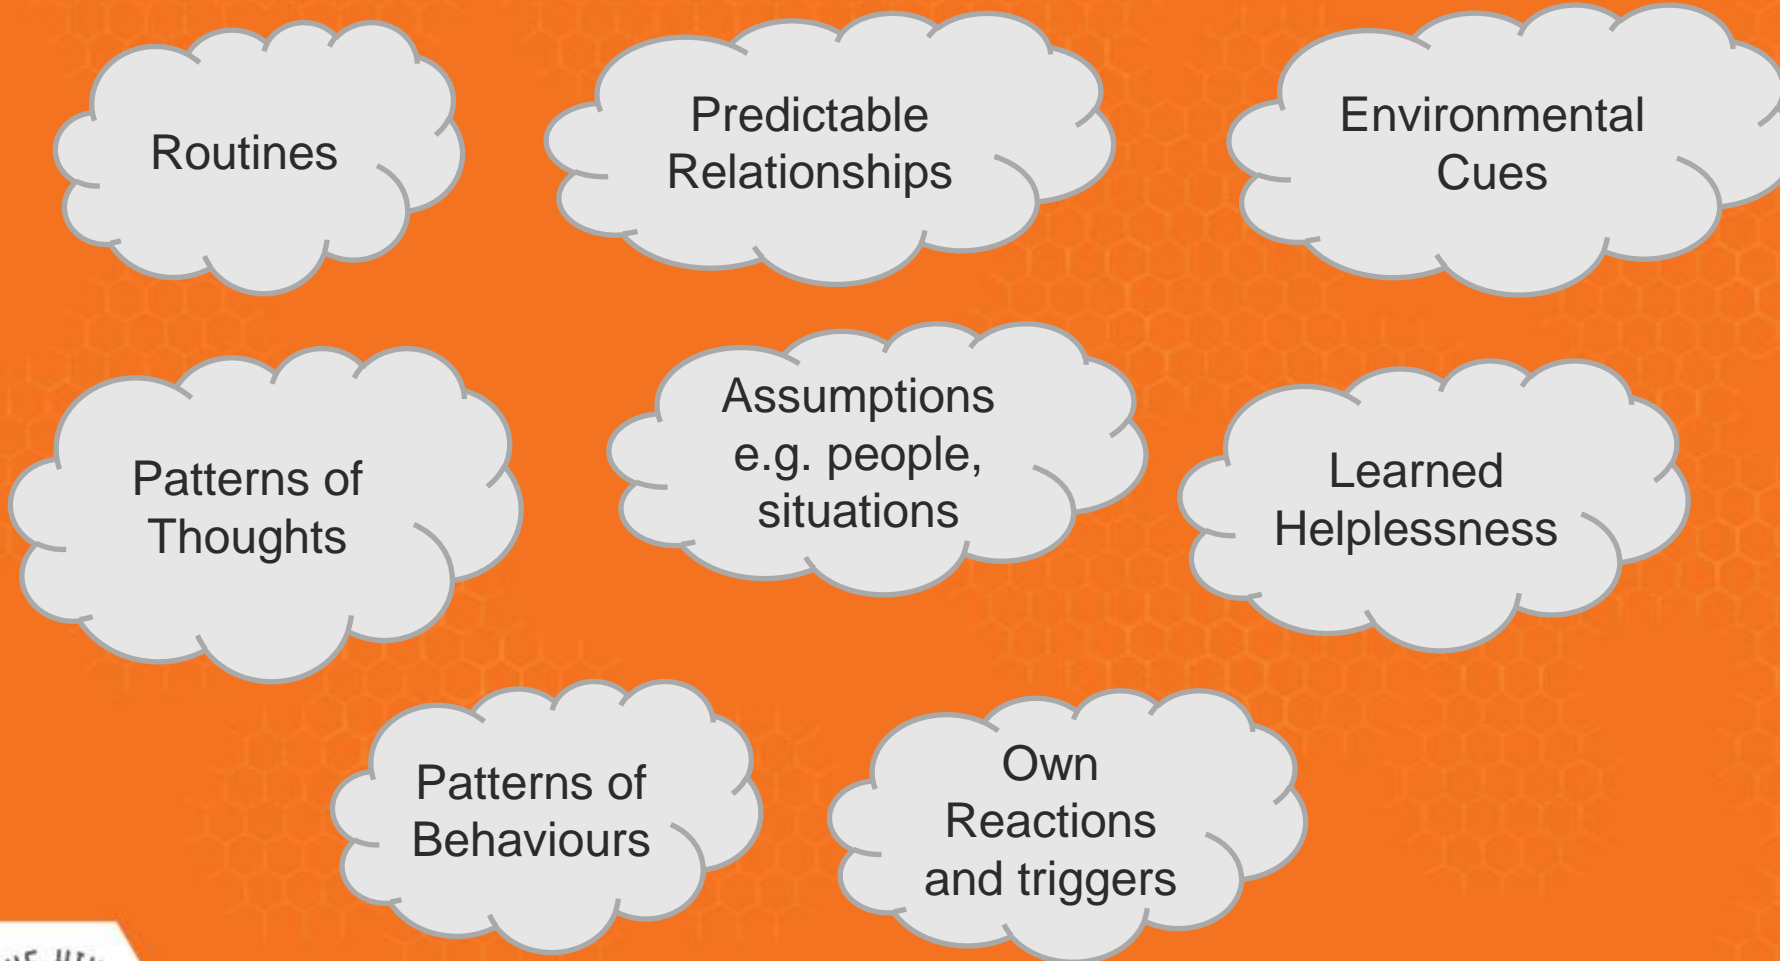 Routines
Predictable
Relationships
Environmental
Cues
Patterns of
Thoughts
Assumptions
e.g. people,
situations
Learned
Helplessness
Patterns of
Behaviours
Own
Reactions
and triggers